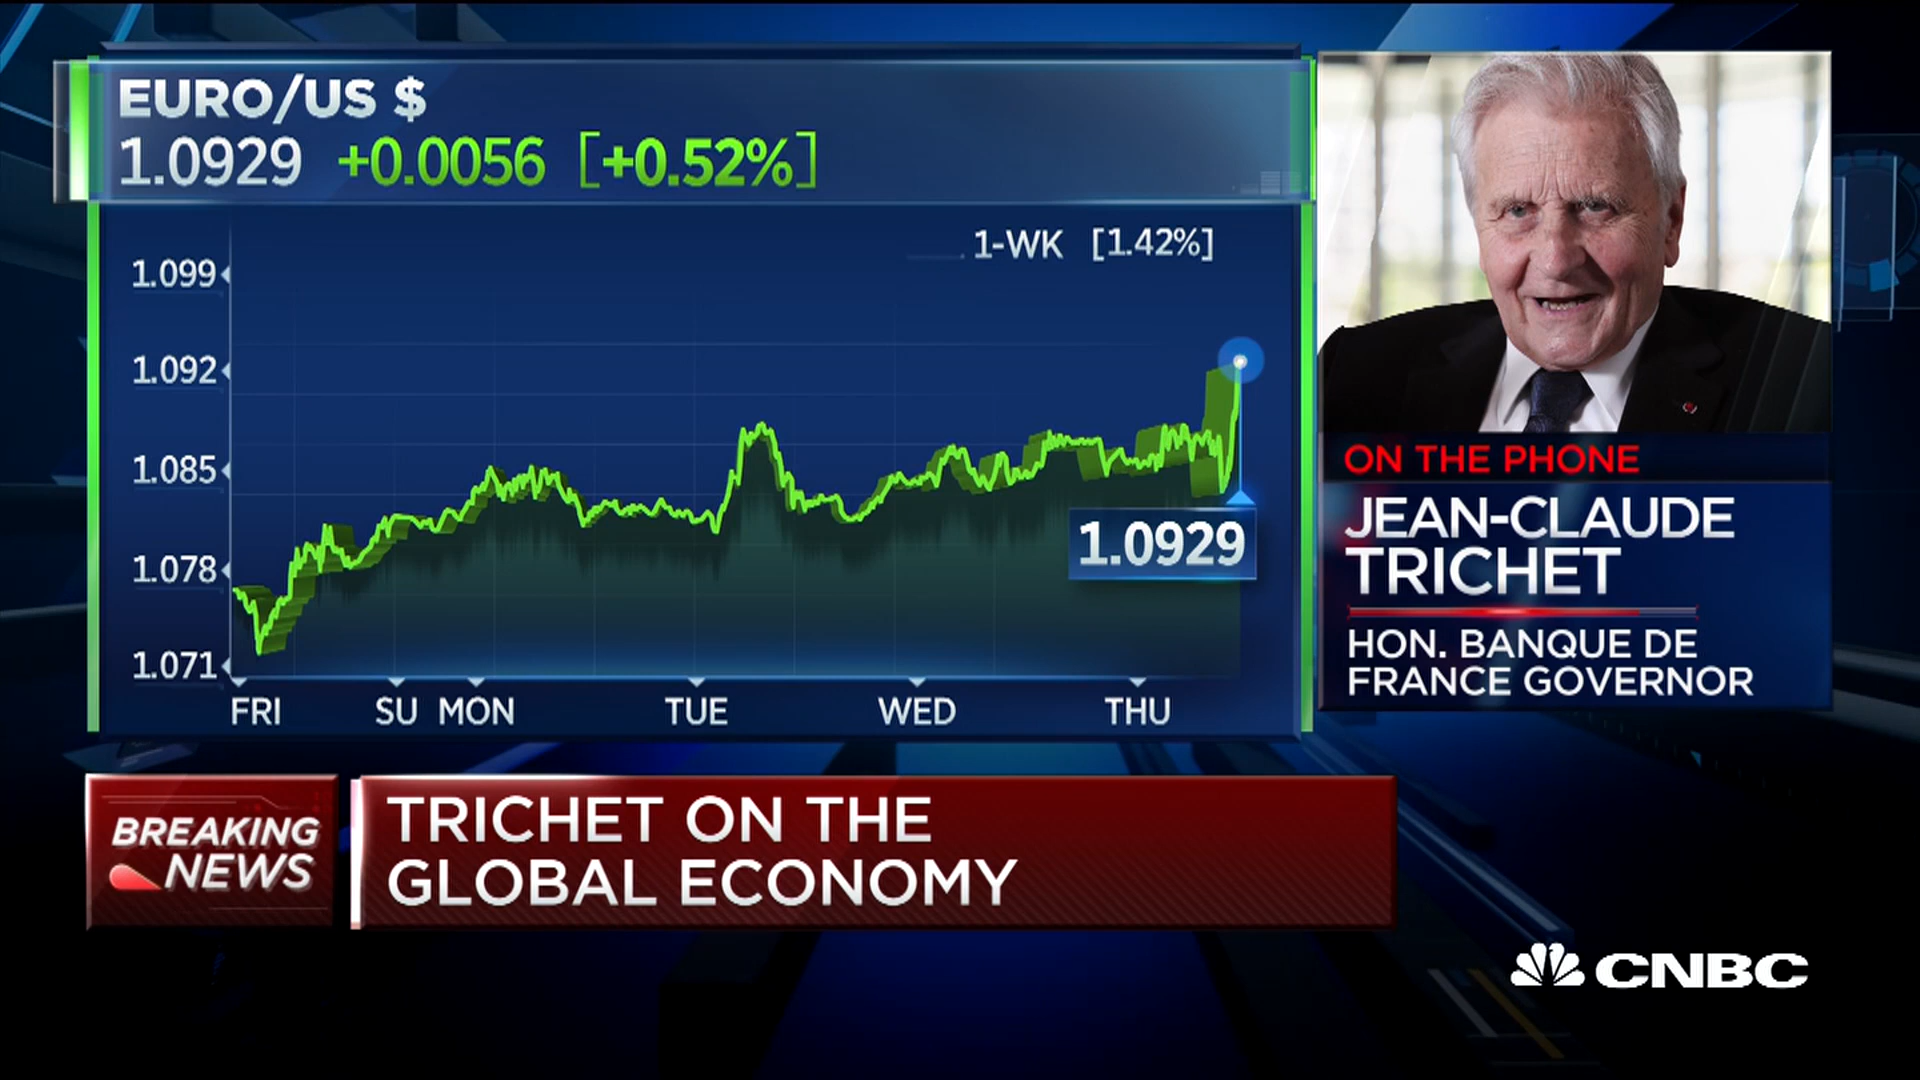 EURO/US $
1.0929 +0.0056 [+0.52%]
1-WK [1.42%]
1.099
1.092
1.085
1.078
1.071
1.0929
FRI SU MON TUE WED THU
ON THE PHONE
JEAN-CLAUDE
TRICHET
HON. BANQUE DE
FRANCE GOVERNOR
BREAKING
NEWS
TRICHET ON THE
GLOBAL ECONOMY
CNBC